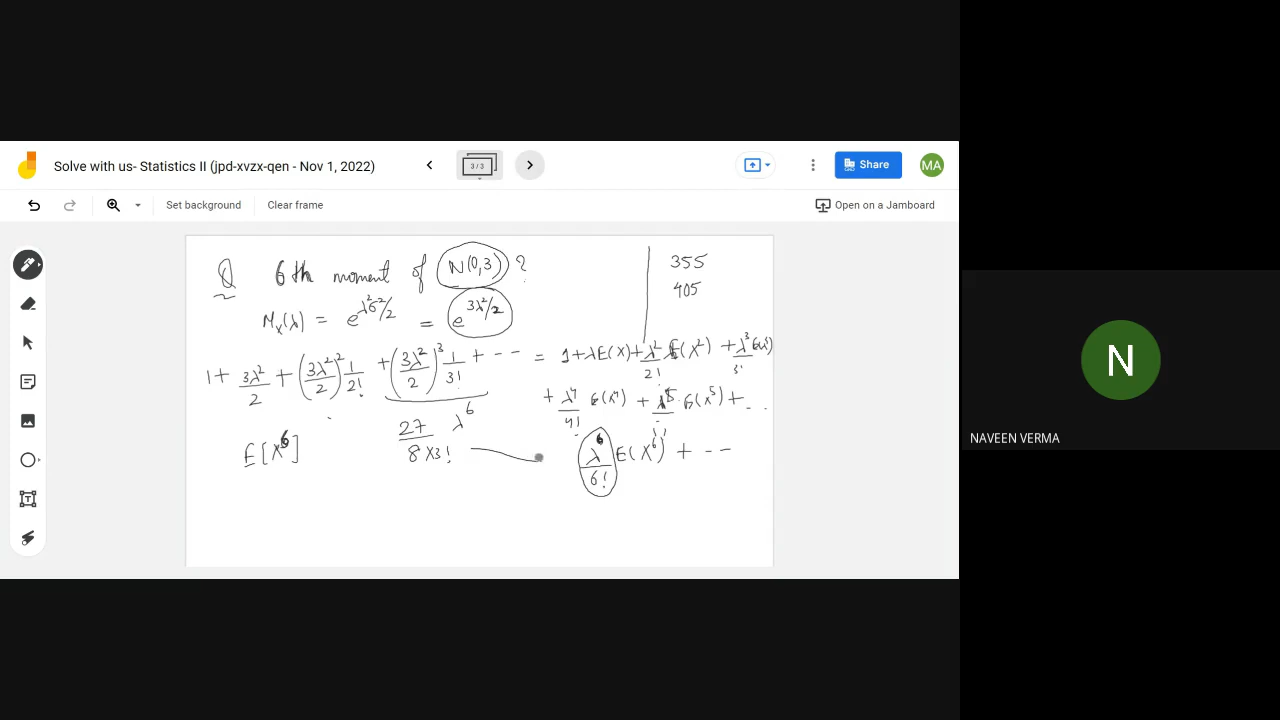 Solve with us- Statistics II (jpd-xvzx-qen - Nov 1, 2022)
3 / 3
Share
MA
Set background
Clear frame
Open on a Jamboard
Q 6th moment of N(0,3) ?
355
405
Mₓ(λ) = e^(λ²σ²/2) = e^(3λ²/2)
1 + 3λ²/2 + (3λ²/2)² 1/2! + (3λ²/2)³ 1/3! + -- = 1 + λE(X) + λ²/2! E(X²) + λ³/3!
+ λ⁴/4! E(X⁴) + λ⁵ E(X⁵) + ...
27/(8×3!) λ⁶
E[X⁶]
λ⁶/6! E(X⁶) + --
N
NAVEEN VERMA